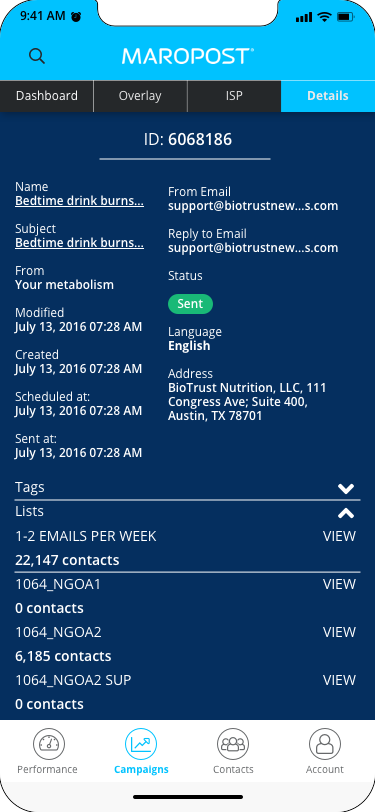 9:41 AM
MAROPOST
Dashboard
Overlay
ISP
Details
ID: 6068186
Name
Bedtime drink burns...
Subject
Bedtime drink burns...
From
Your metabolism
Modified
July 13, 2016 07:28 AM
Created
July 13, 2016 07:28 AM
Scheduled at:
July 13, 2016 07:28 AM
Sent at:
July 13, 2016 07:28 AM
From Email
support@biotrustnew...s.com
Reply to Email
support@biotrustnew...s.com
Status
Sent
Language
English
Address
BioTrust Nutrition, LLC, 111
Congress Ave; Suite 400,
Austin, TX 78701
Tags
Lists
1-2 EMAILS PER WEEK VIEW
22,147 contacts
1064_NGOA1 VIEW
0 contacts
1064_NGOA2 VIEW
6,185 contacts
1064_NGOA2 SUP VIEW
0 contacts
Performance
Campaigns
Contacts
Account